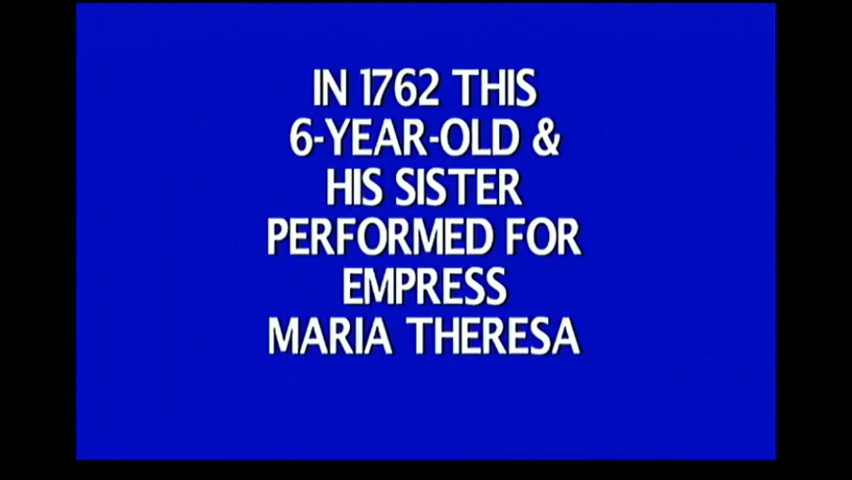 IN 1762 THIS
6-YEAR-OLD &
HIS SISTER
PERFORMED FOR
EMPRESS
MARIA THERESA